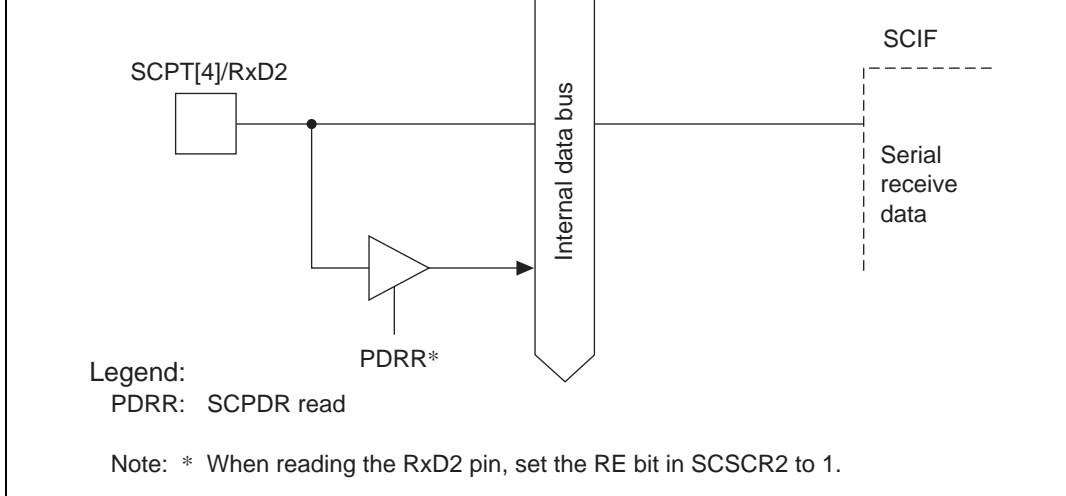 SCIF
SCPT[4]/RxD2
Internal data bus
Serial
receive
data
PDRR*
Legend:
PDRR: SCPDR read
Note: * When reading the RxD2 pin, set the RE bit in SCSCR2 to 1.